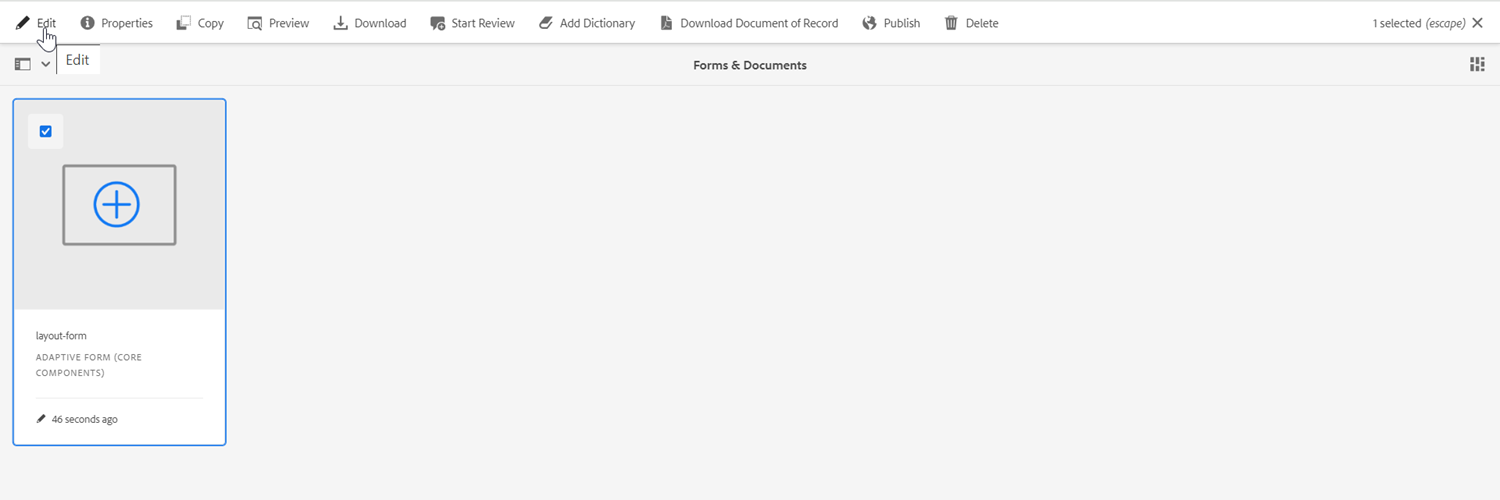 Edit Properties Copy Preview Download Start Review Add Dictionary Download Document of Record Publish Delete 1 selected (escape)
Edit
Forms & Documents
layout-form
ADAPTIVE FORM (CORE
COMPONENTS)
46 seconds ago